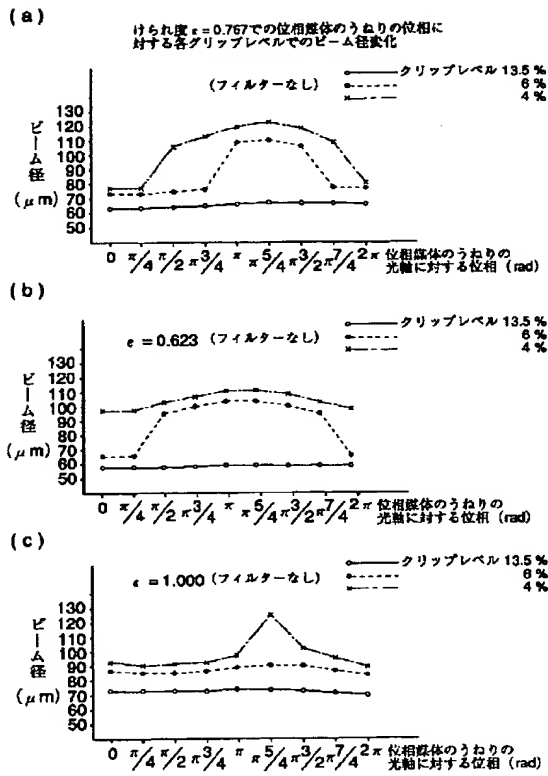 (a)
けられ度 ε = 0.767での位相媒体のうねりの位相に
対する各グリップレベルでのビーム径変化
(フィルターなし)
クリップレベル 13.5 %
6 %
4 %
ビーム径
(μm)
130
120
110
100
90
80
70
60
50
0 π/4 π/2 π3/4 π π5/4 π3/2 π7/4 2π
位相媒体のうねりの
光軸に対する位相 (rad)
(b)
ε = 0.623 (フィルターなし)
クリップレベル 13.5 %
6 %
4 %
ビーム径
(μm)
130
120
110
100
90
80
70
60
50
0 π/4 π/2 π3/4 π π5/4 π3/2 π7/4 2π
位相媒体のうねりの
光軸に対する位相 (rad)
(c)
ε = 1.000 (フィルターなし)
クリップレベル 13.5 %
6 %
4 %
ビーム径
(μm)
130
120
110
100
90
80
70
60
50
0 π/4 π/2 π3/4 π π5/4 π3/2 π7/4 2π
位相媒体のうねりの
光軸に対する位相 (rad)